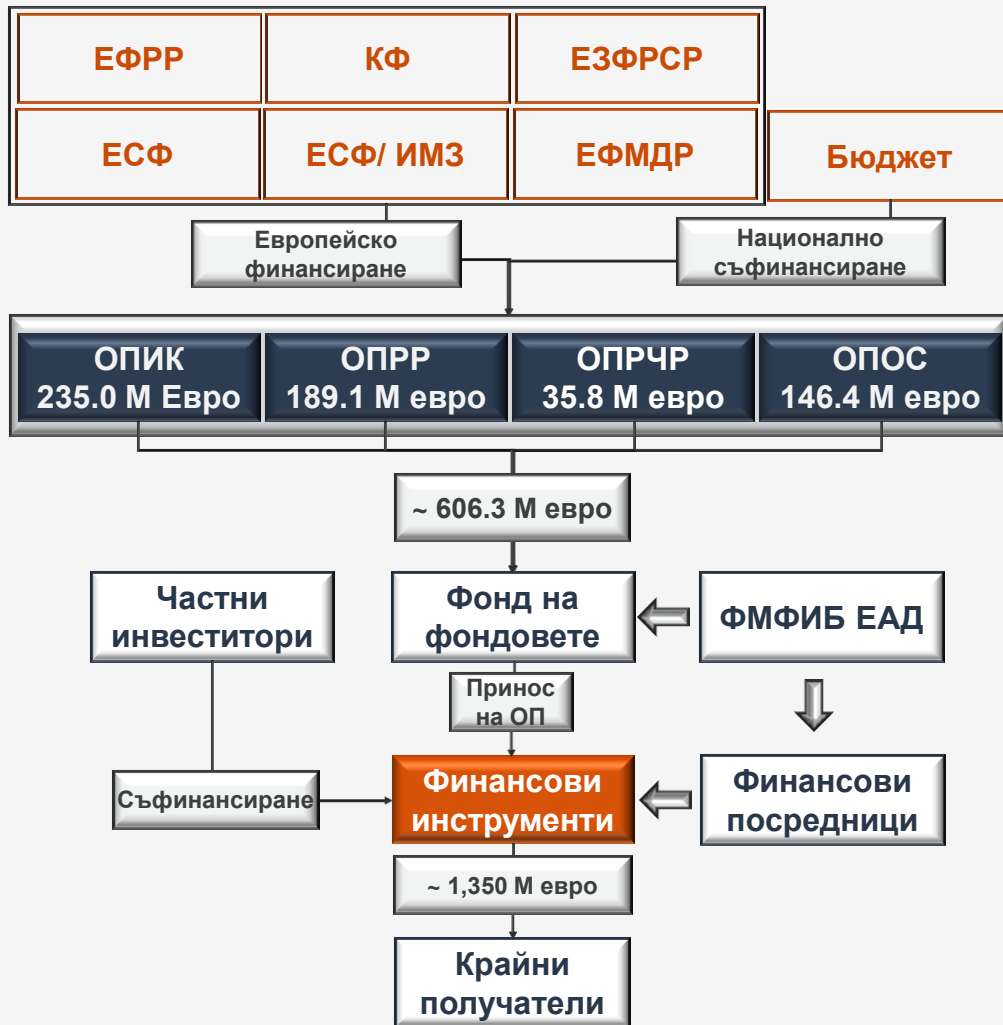 ЕФРР
КФ
ЕЗФРСР
ЕСФ
ЕСФ/ ИМЗ
ЕФМДР
Бюджет
Европейско
финансиране
Национално
съфинансиране
ОПИК
235.0 М Евро
ОПРР
189.1 М евро
ОПРЧР
35.8 М евро
ОПОС
146.4 М евро
~ 606.3 М евро
Частни
инвеститори
Фонд на
фондовете
ФМФИБ ЕАД
Принос
на ОП
Съфинансиране
Финансови
инструменти
Финансови
посредници
~ 1,350 М евро
Крайни
получатели